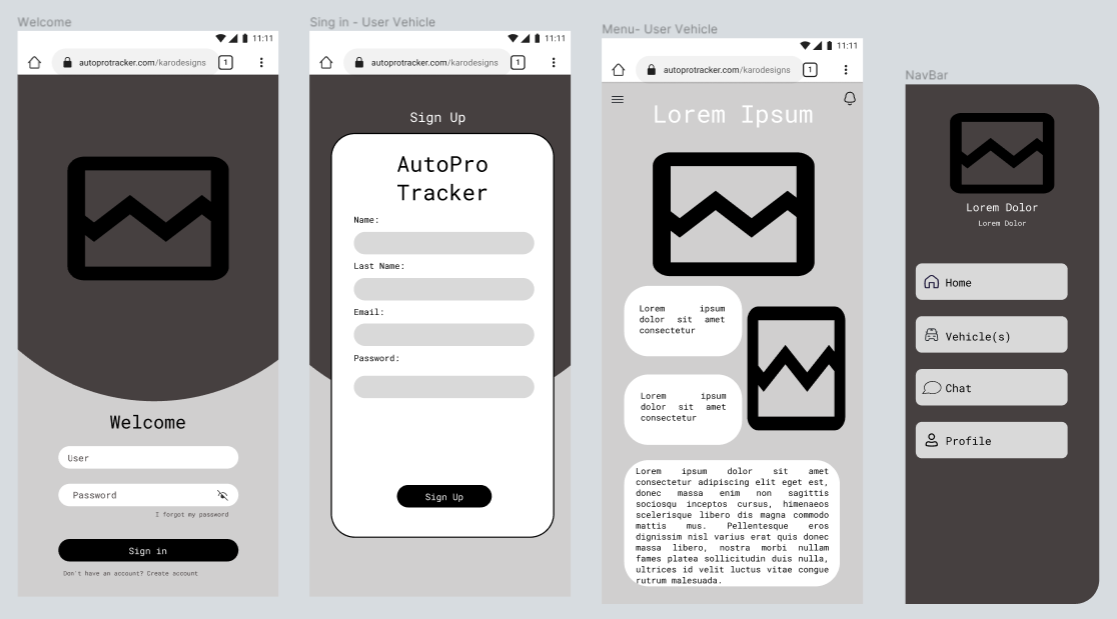 Welcome
11:11
autoprotracker.com/karodesigns
1
Welcome
User
Password
I forgot my password
Sign in
Don't have an account? Create account
Sing in - User Vehicle
11:11
autoprotracker.com/karodesigns
1
Sign Up
AutoPro
Tracker
Name:
Last Name:
Email:
Password:
Sign Up
Menu- User Vehicle
11:11
autoprotracker.com/karodesigns
1
Lorem Ipsum
Lorem ipsum
dolor sit amet
consectetur
Lorem ipsum
dolor sit amet
consectetur
Lorem ipsum dolor sit amet
consectetur adipiscing elit eget est,
donec massa enim non sagittis
sociosqu inceptos cursus, himenaeos
scelerisque libero dis magna commodo
mattis mus. Pellentesque eros
dignissim nisl varius erat quis donec
massa libero, nostra morbi nullam
fames platea sollicitudin duis nulla,
ultrices id velit luctus vitae congue
rutrum malesuada.
NavBar
Lorem Dolor
Lorem Dolor
Home
Vehicle(s)
Chat
Profile